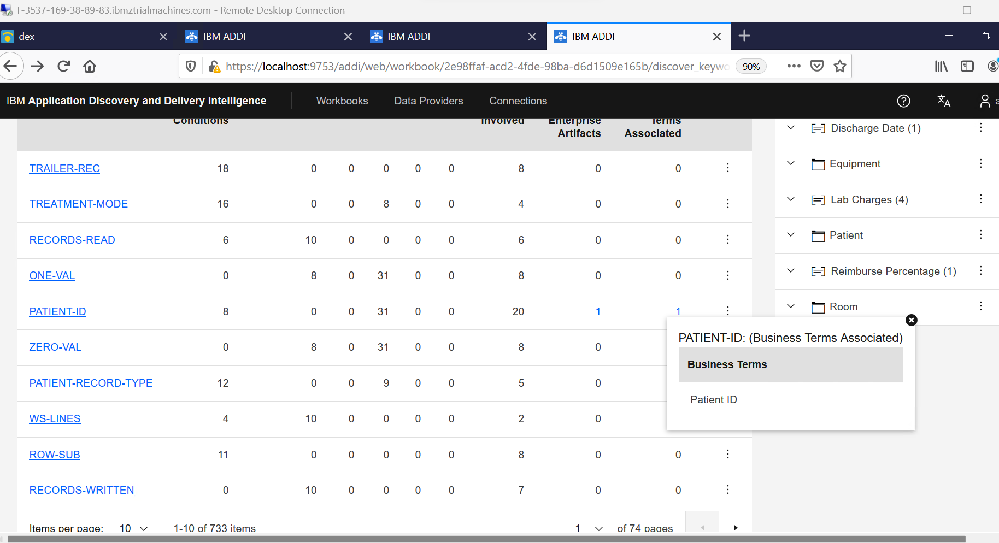 T-3537-169-38-89-83.ibmztrialmachines.com - Remote Desktop Connection
dex
IBM ADDI
IBM ADDI
IBM ADDI
https://localhost:9753/addi/web/workbook/2e98ffaf-acd2-4fde-98ba-d6d1509e165b/discover_keywo
90%
IBM Application Discovery and Delivery Intelligence
Workbooks
Data Providers
Connections
Conditions Involved Enterprise Artifacts Terms Associated
TRAILER-REC 18 0 0 0 0 0 8 0 0
TREATMENT-MODE 16 0 0 8 0 0 4 0 0
RECORDS-READ 6 10 0 0 0 0 6 0 0
ONE-VAL 0 8 0 31 0 0 8 0 0
PATIENT-ID 8 0 0 31 0 0 20 1 1
ZERO-VAL 0 8 0 31 0 0 8 0
PATIENT-RECORD-TYPE 12 0 0 9 0 0 5 0
WS-LINES 4 10 0 0 0 0 2 0
ROW-SUB 11 0 0 0 0 0 8 0 0
RECORDS-WRITTEN 0 10 0 0 0 0 7 0 0
Items per page: 10
1-10 of 733 items
1 of 74 pages
Discharge Date (1)
Equipment
Lab Charges (4)
Patient
Reimburse Percentage (1)
Room
PATIENT-ID: (Business Terms Associated)
Business Terms
Patient ID